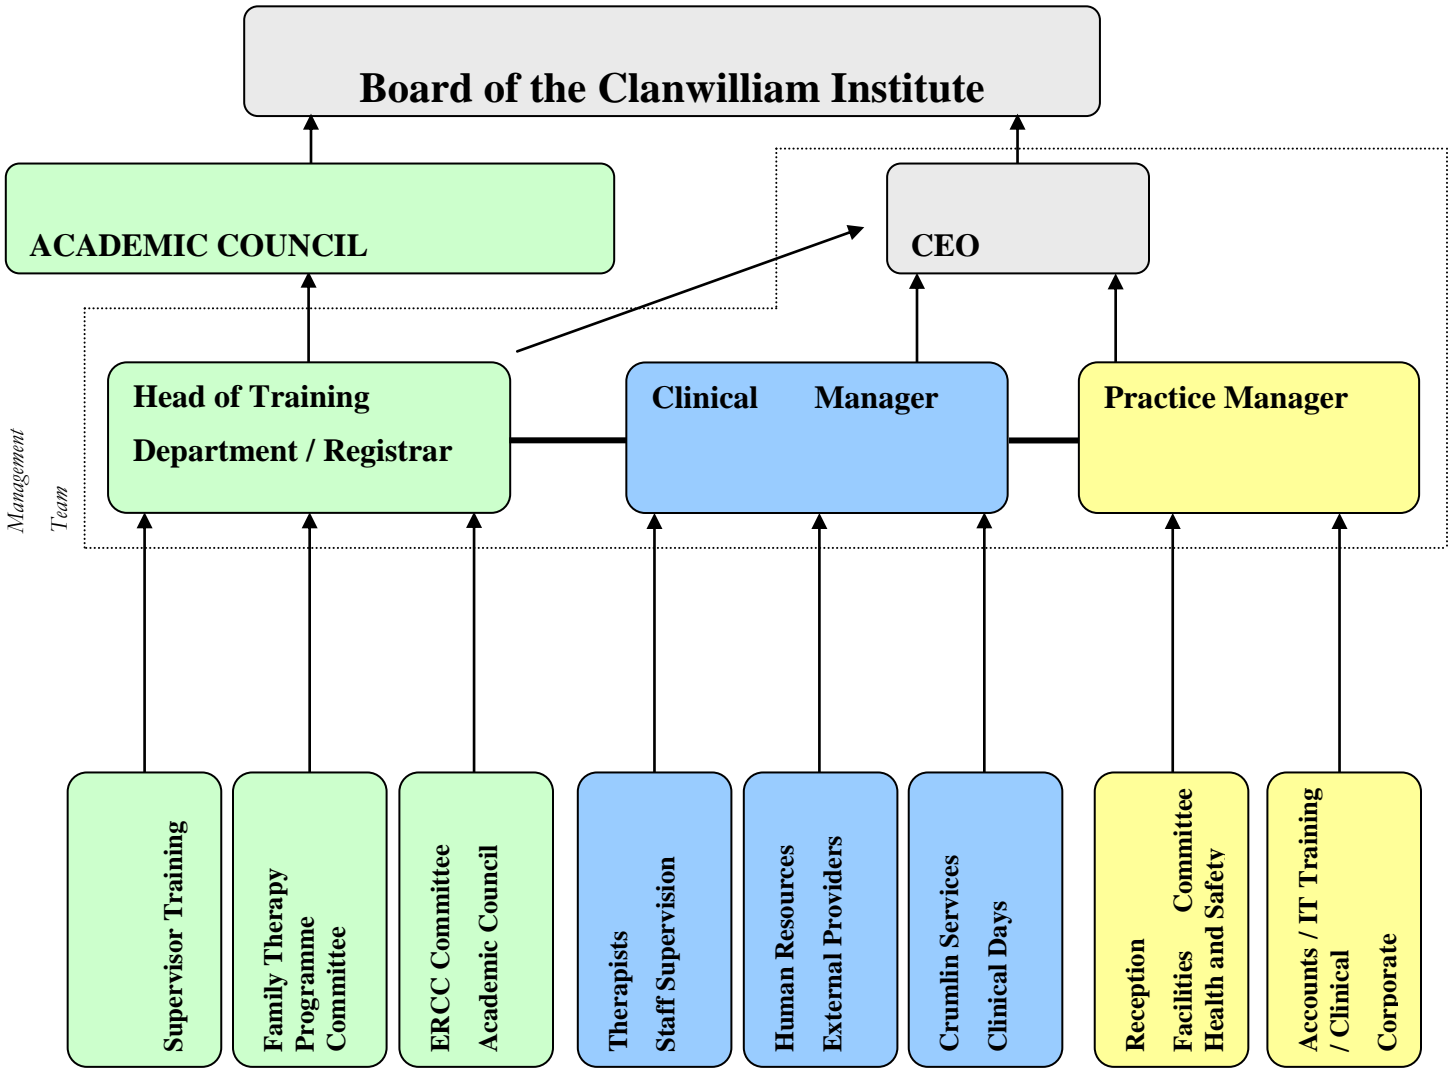 Board of the Clanwilliam Institute
ACADEMIC COUNCIL
CEO
Head of Training
Department / Registrar
Clinical Manager
Practice Manager
Management
Team
Supervisor Training
Family Therapy
Programme
Committee
ERCC Committee
Academic Council
Therapists
Staff Supervision
Human Resources
External Providers
Crumlin Services
Clinical Days
Reception
Facilities Committee
Health and Safety
Accounts / IT Training
/ Clinical
Corporate